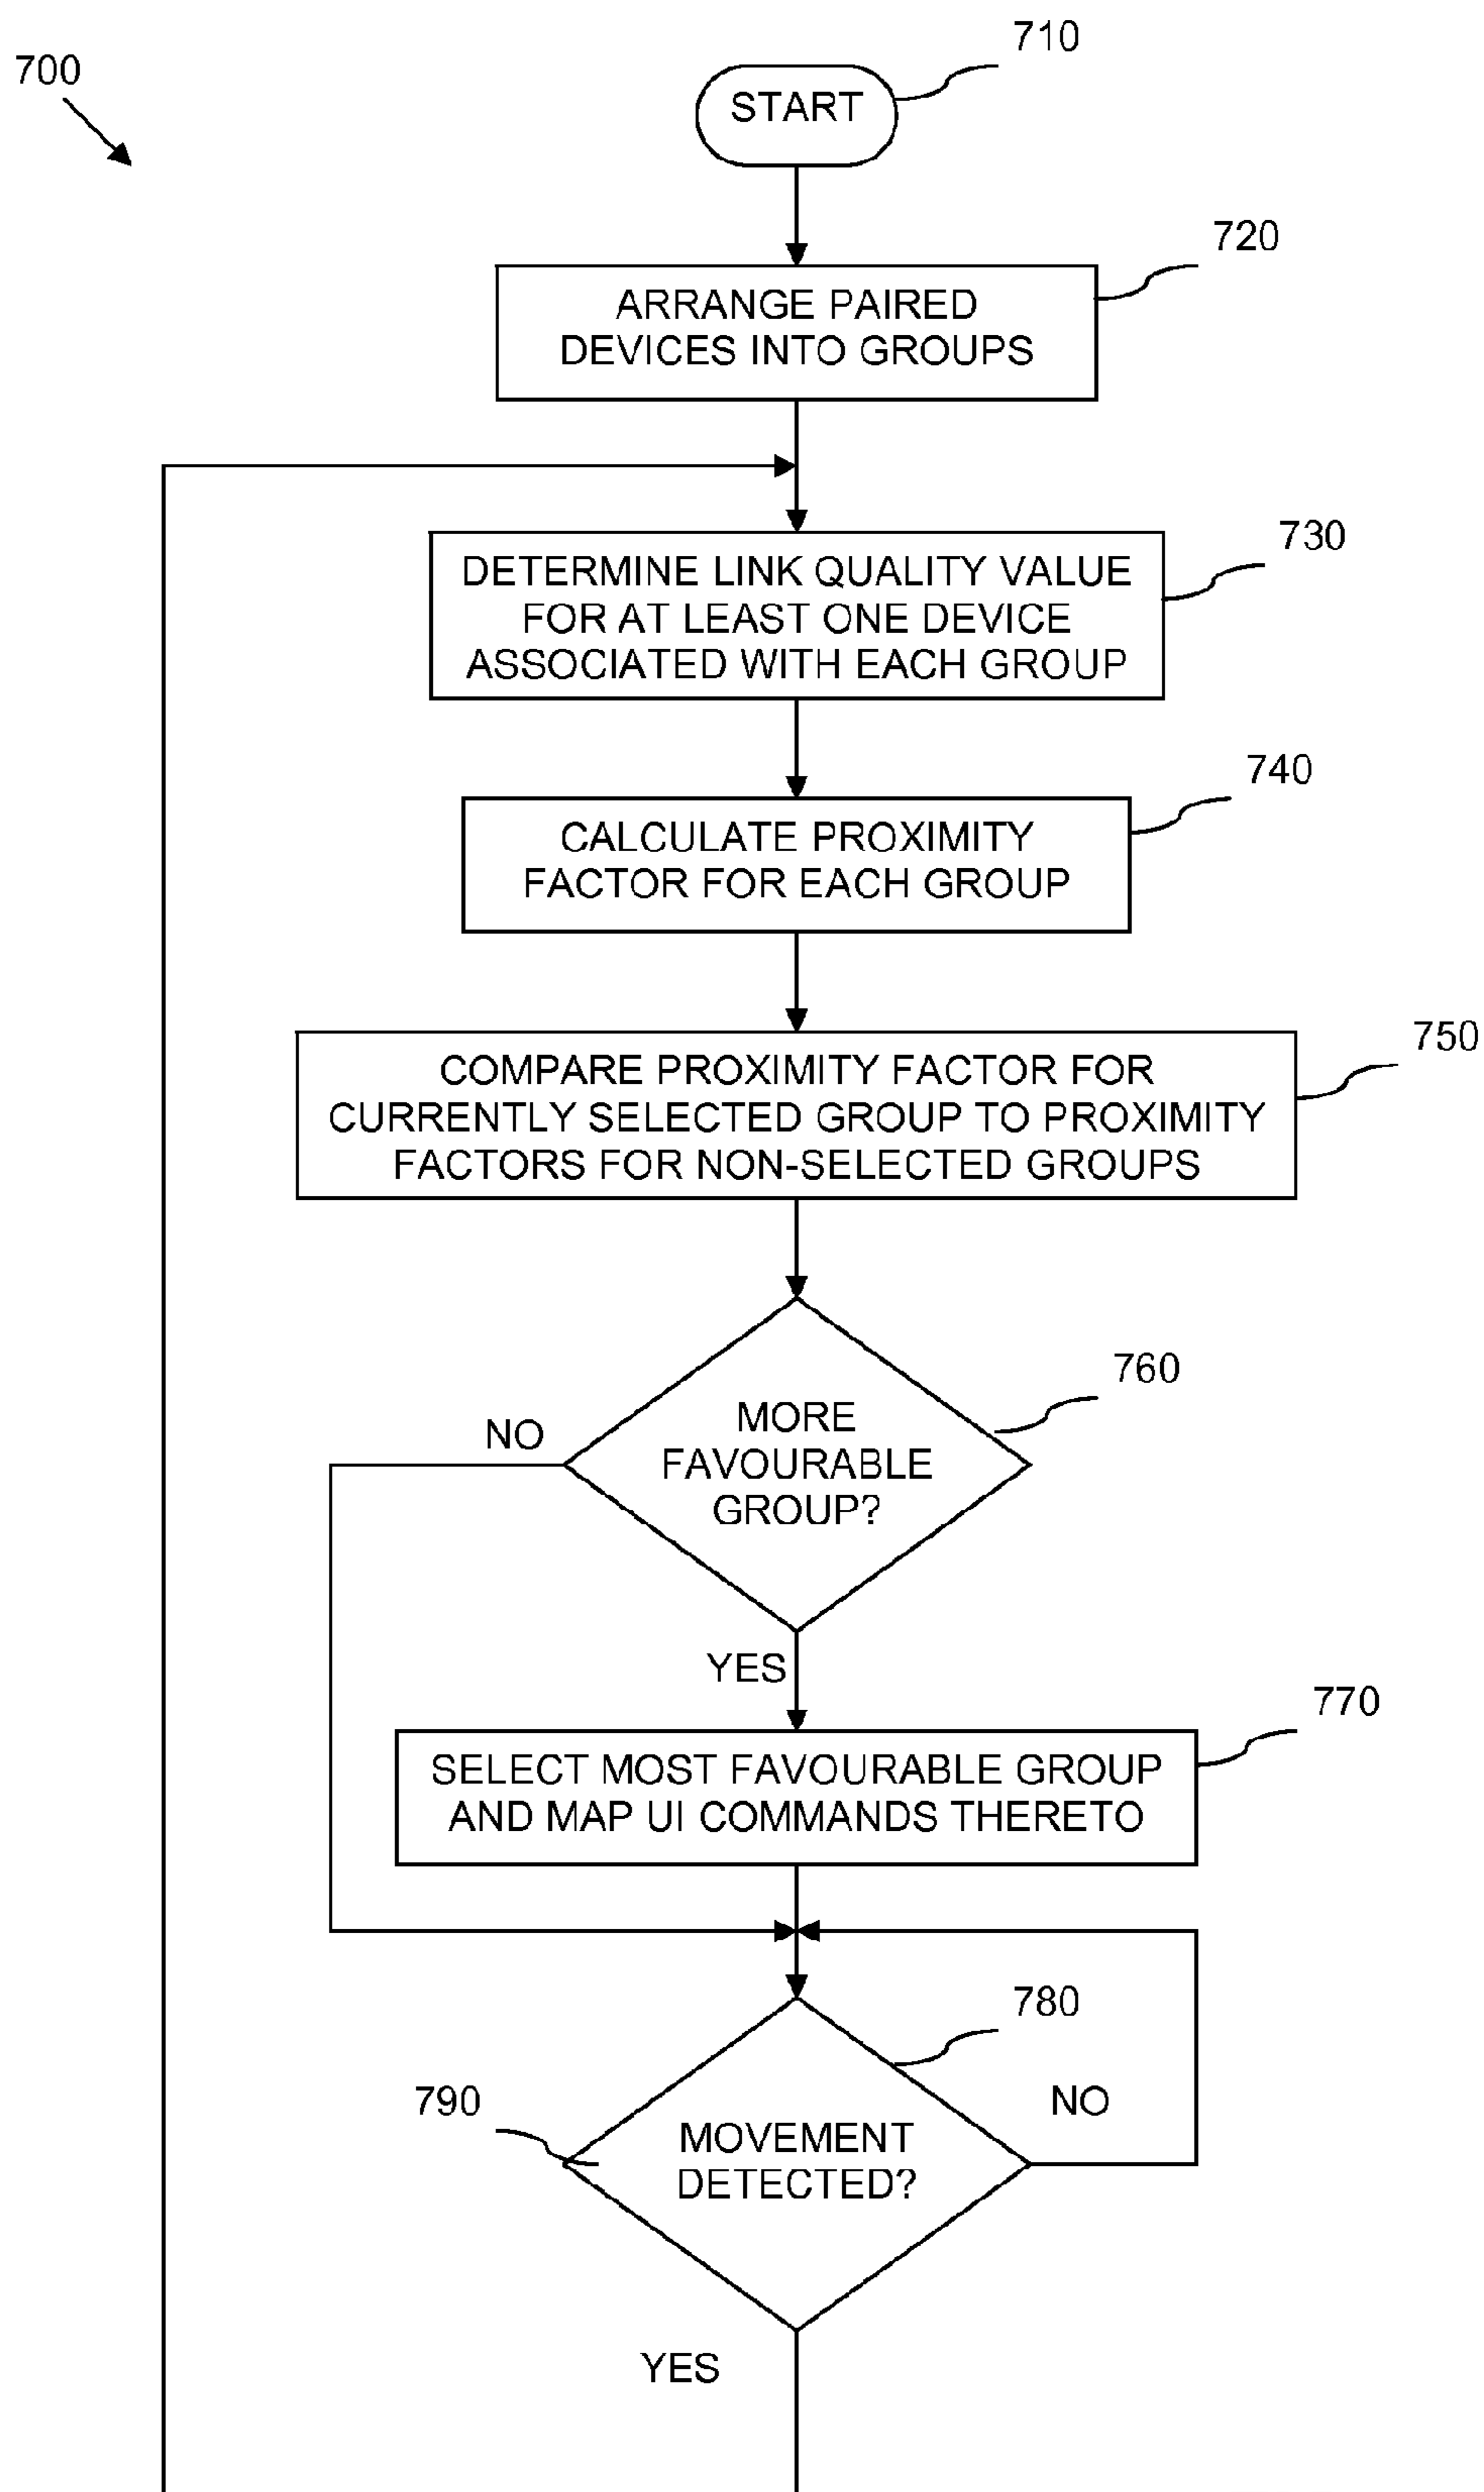 700
710
START
720
ARRANGE PAIRED
DEVICES INTO GROUPS
730
DETERMINE LINK QUALITY VALUE
FOR AT LEAST ONE DEVICE
ASSOCIATED WITH EACH GROUP
740
CALCULATE PROXIMITY
FACTOR FOR EACH GROUP
750
COMPARE PROXIMITY FACTOR FOR
CURRENTLY SELECTED GROUP TO PROXIMITY
FACTORS FOR NON-SELECTED GROUPS
760
NO
MORE
FAVOURABLE
GROUP?
YES
770
SELECT MOST FAVOURABLE GROUP
AND MAP UI COMMANDS THERETO
780
790
NO
MOVEMENT
DETECTED?
YES